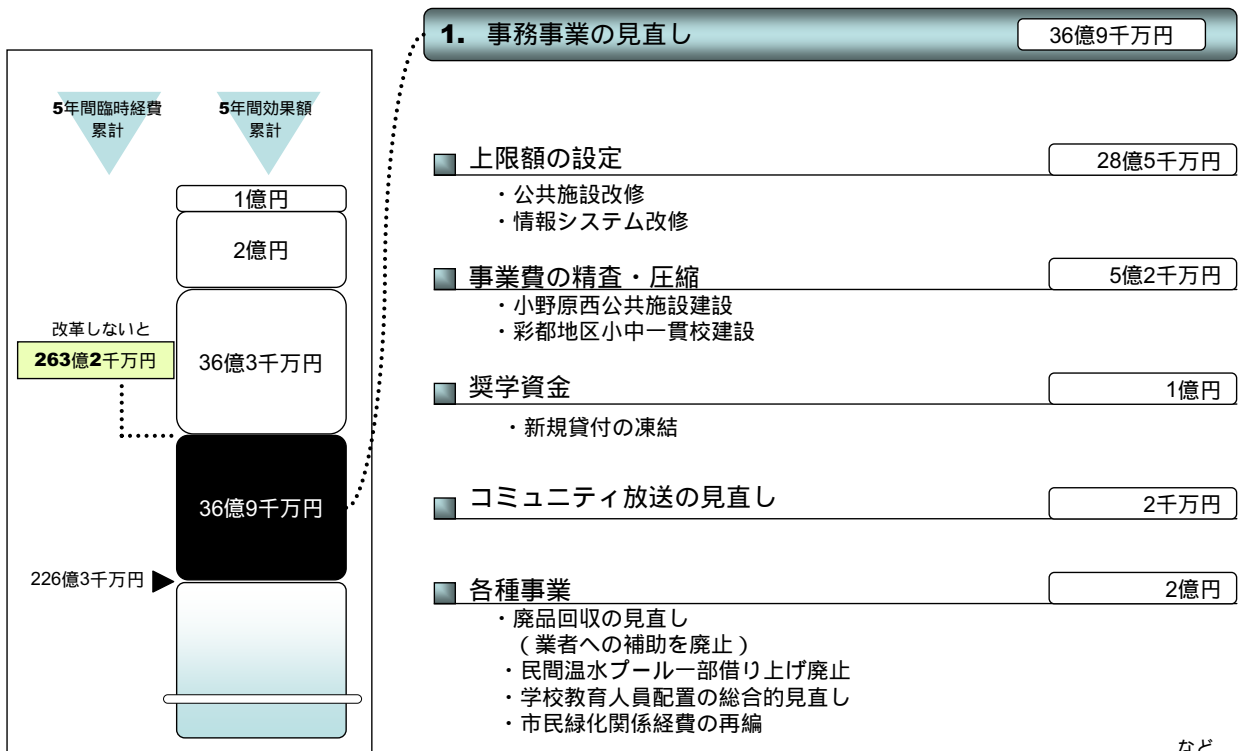 5年間臨時経費
累計
5年間効果額
累計
1億円
2億円
改革しないと
263億2千万円
36億3千万円
36億9千万円
226億3千万円
1. 事務事業の見直し 36億9千万円
上限額の設定 28億5千万円
・公共施設改修
・情報システム改修
事業費の精査・圧縮 5億2千万円
・小野原西公共施設建設
・彩都地区小中一貫校建設
奨学資金 1億円
・新規貸付の凍結
コミュニティ放送の見直し 2千万円
各種事業 2億円
・廃品回収の見直し
（業者への補助を廃止）
・民間温水プール一部借り上げ廃止
・学校教育人員配置の総合的見直し
・市民緑化関係経費の再編
など